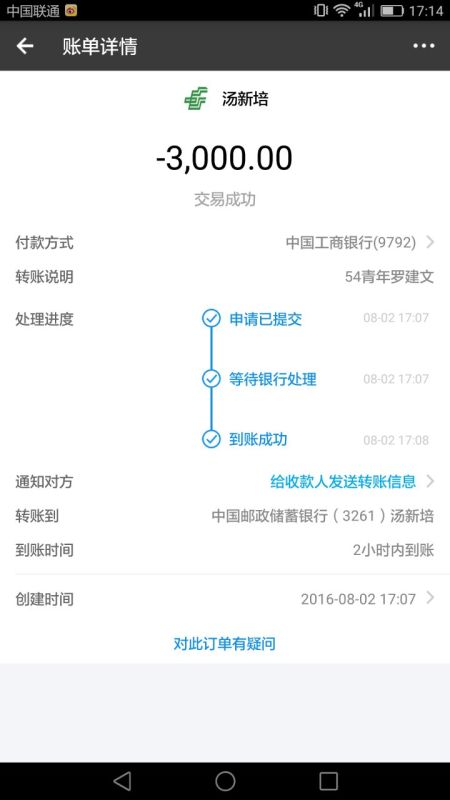 中国联通 4G 17:14
账单详情
汤新培
-3,000.00
交易成功
付款方式 中国工商银行(9792)
转账说明 54青年罗建文
处理进度 申请已提交 08-02 17:07
等待银行处理 08-02 17:07
到账成功 08-02 17:08
通知对方 给收款人发送转账信息
转账到 中国邮政储蓄银行（3261）汤新培
到账时间 2小时内到账
创建时间 2016-08-02 17:07
对此订单有疑问